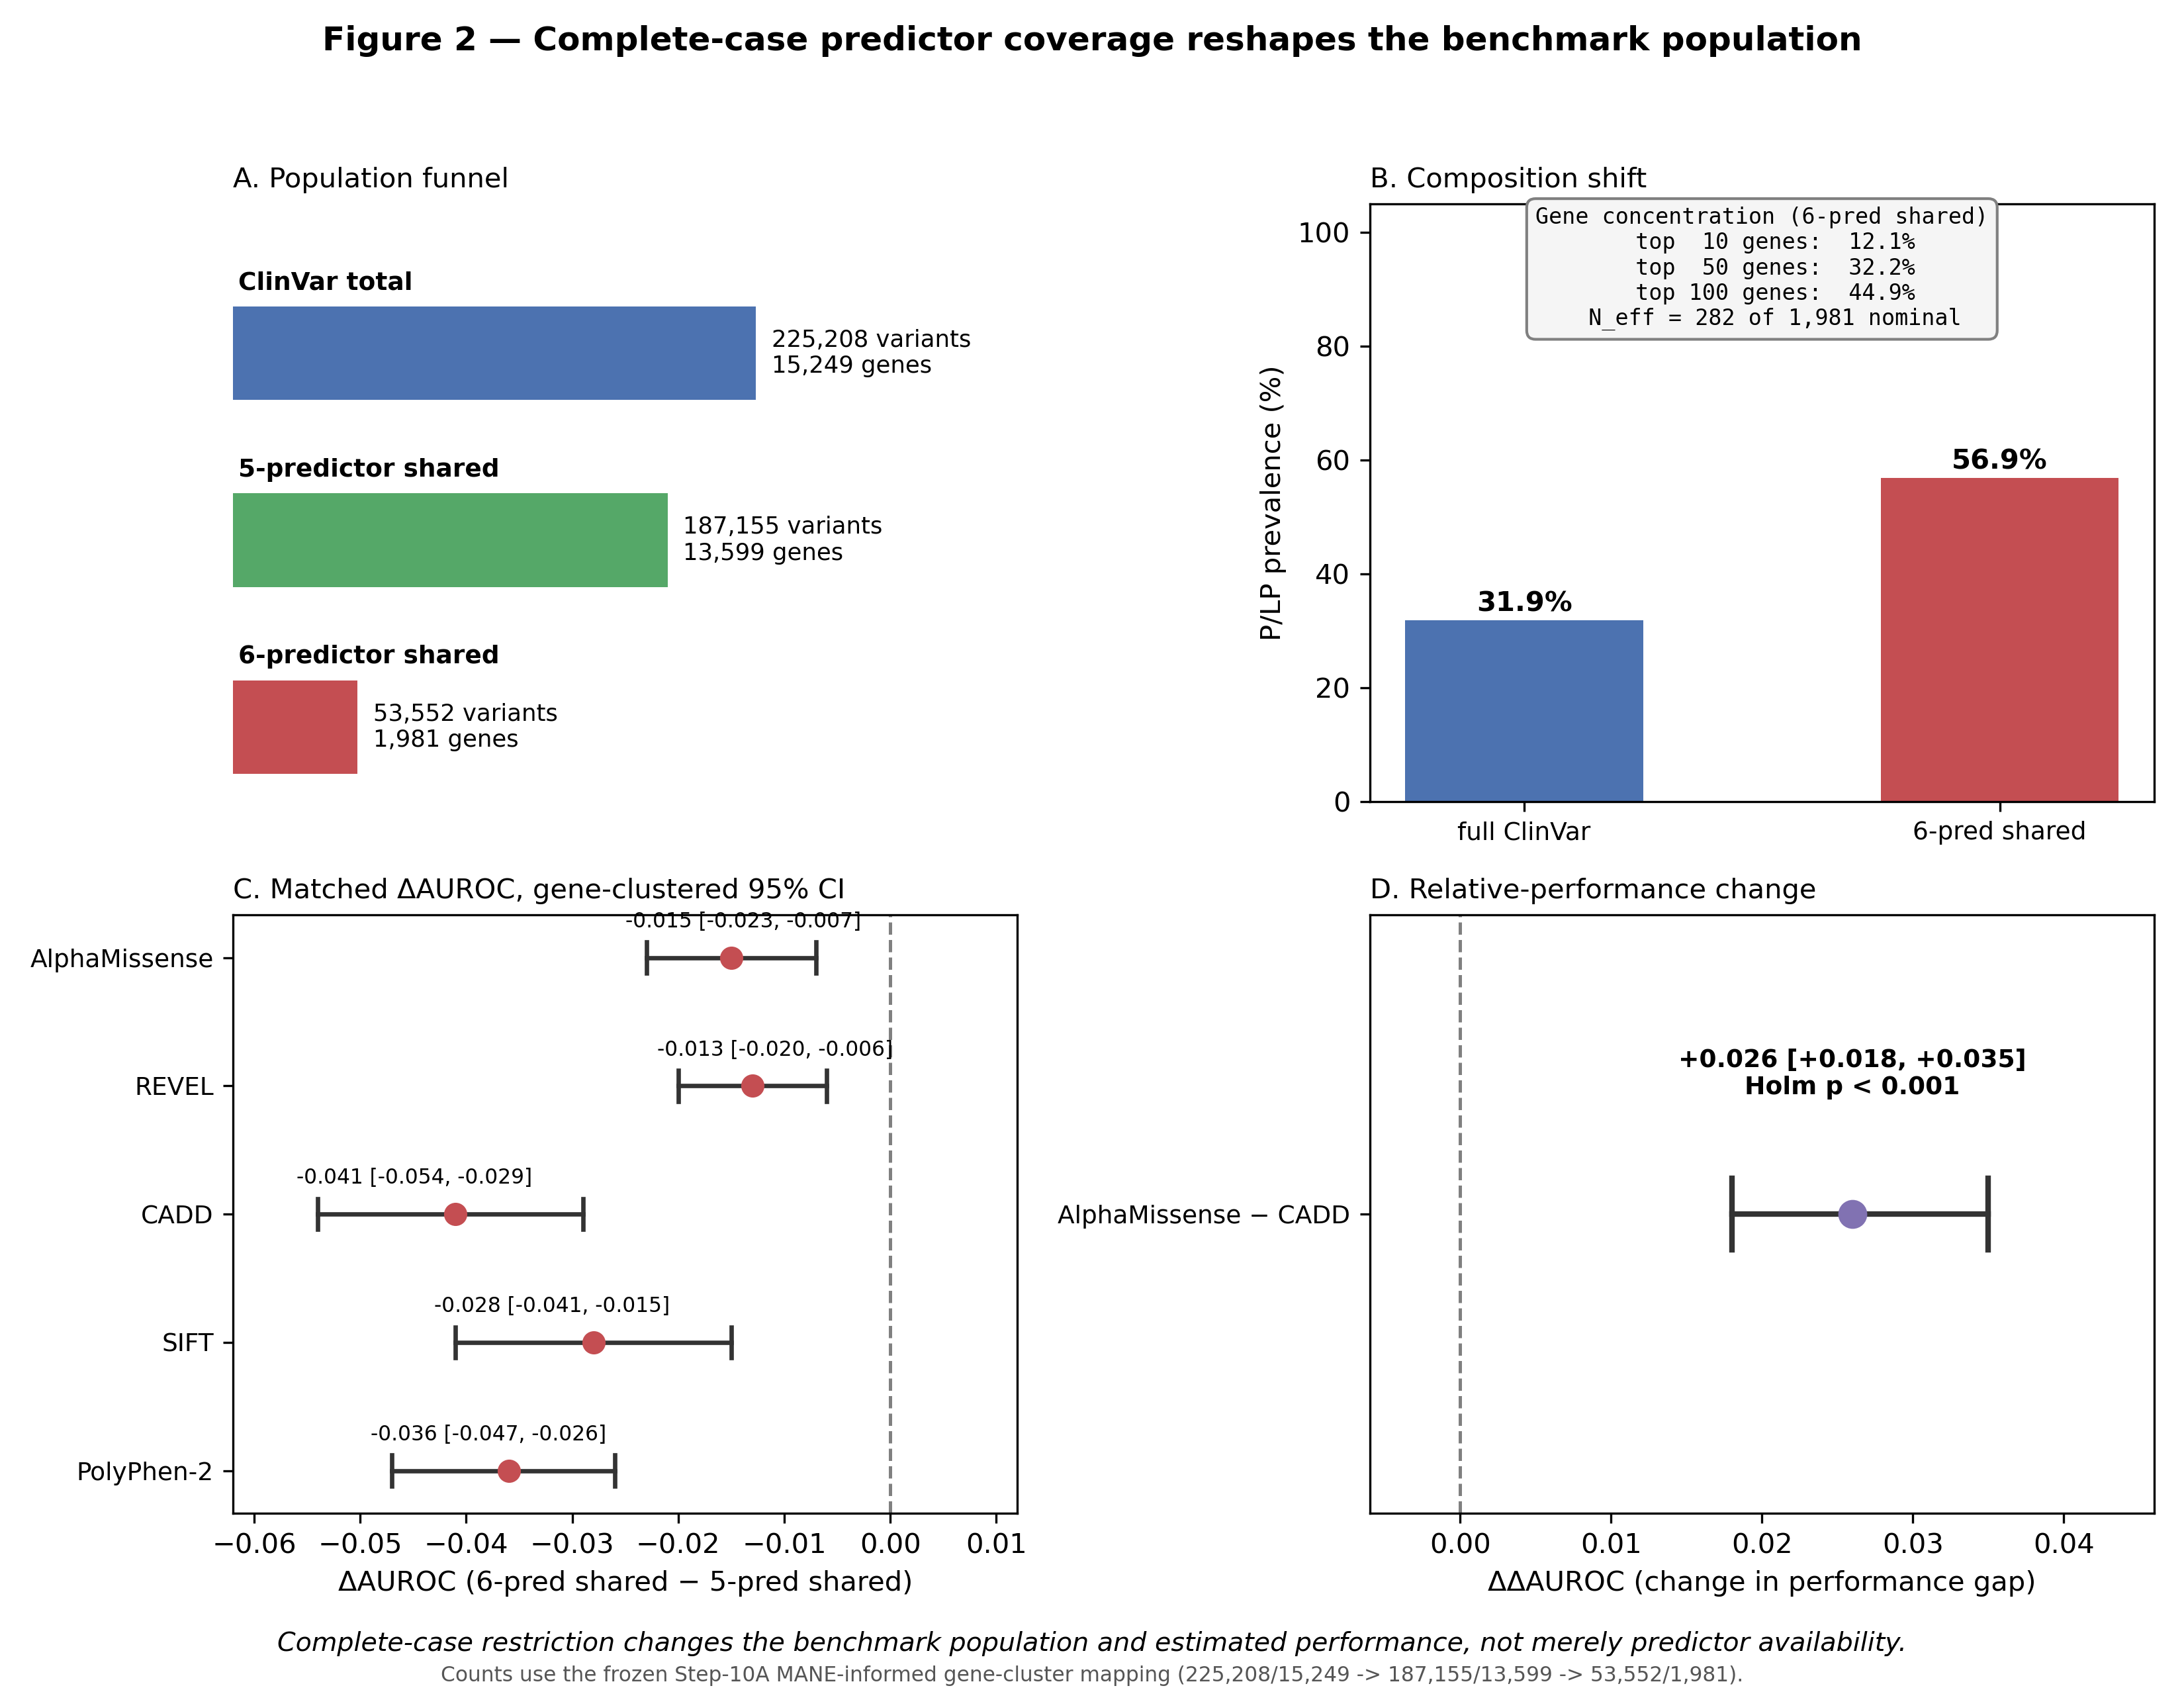 Figure 2 — Complete-case predictor coverage reshapes the benchmark population
A. Population funnel
ClinVar total
225,208 variants
15,249 genes
5-predictor shared
187,155 variants
13,599 genes
6-predictor shared
53,552 variants
1,981 genes
B. Composition shift
Gene concentration (6-pred shared)
top 10 genes: 12.1%
top 50 genes: 32.2%
top 100 genes: 44.9%
N_eff = 282 of 1,981 nominal
P/LP prevalence (%)
100
80
60
40
20
0
31.9%
56.9%
full ClinVar
6-pred shared
C. Matched ΔAUROC, gene-clustered 95% CI
AlphaMissense
-0.015 [-0.023, -0.007]
REVEL
-0.013 [-0.020, -0.006]
CADD
-0.041 [-0.054, -0.029]
SIFT
-0.028 [-0.041, -0.015]
PolyPhen-2
-0.036 [-0.047, -0.026]
−0.06 −0.05 −0.04 −0.03 −0.02 −0.01 0.00 0.01
ΔAUROC (6-pred shared − 5-pred shared)
D. Relative-performance change
+0.026 [+0.018, +0.035]
Holm p < 0.001
AlphaMissense − CADD
0.00 0.01 0.02 0.03 0.04
ΔΔAUROC (change in performance gap)
Complete-case restriction changes the benchmark population and estimated performance, not merely predictor availability.
Counts use the frozen Step-10A MANE-informed gene-cluster mapping (225,208/15,249 -> 187,155/13,599 -> 53,552/1,981).